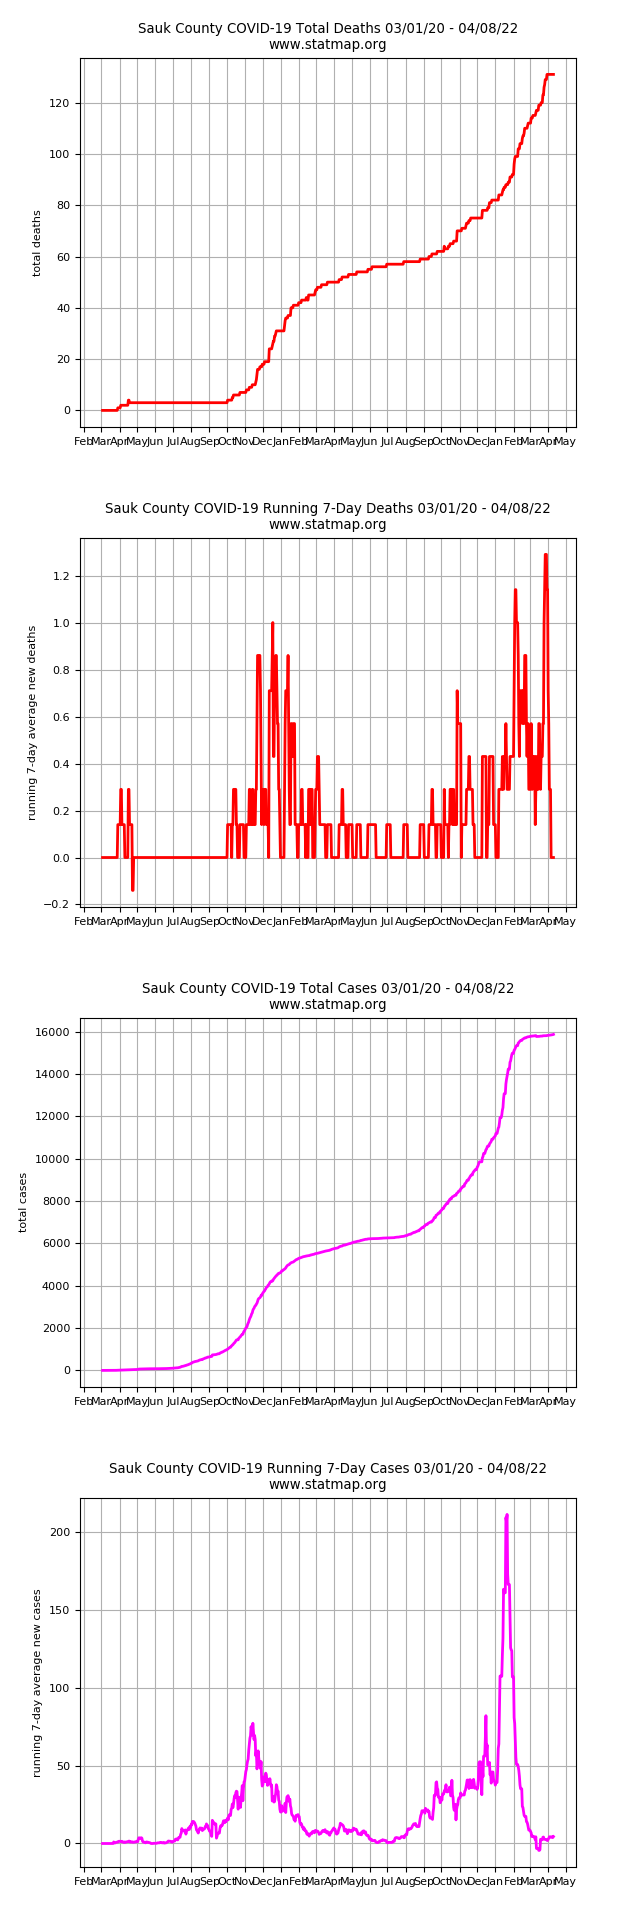 Sauk County COVID-19 Total Deaths 03/01/20 - 04/08/22
www.statmap.org
total deaths
120
100
80
60
40
20
0
Feb Mar Apr May Jun Jul Aug Sep Oct Nov Dec Jan Feb Mar Apr May Jun Jul Aug Sep Oct Nov Dec Jan Feb Mar Apr May
Sauk County COVID-19 Running 7-Day Deaths 03/01/20 - 04/08/22
www.statmap.org
running 7-day average new deaths
1.2
1.0
0.8
0.6
0.4
0.2
0.0
−0.2
Feb Mar Apr May Jun Jul Aug Sep Oct Nov Dec Jan Feb Mar Apr May Jun Jul Aug Sep Oct Nov Dec Jan Feb Mar Apr May
Sauk County COVID-19 Total Cases 03/01/20 - 04/08/22
www.statmap.org
total cases
16000
14000
12000
10000
8000
6000
4000
2000
0
Feb Mar Apr May Jun Jul Aug Sep Oct Nov Dec Jan Feb Mar Apr May Jun Jul Aug Sep Oct Nov Dec Jan Feb Mar Apr May
Sauk County COVID-19 Running 7-Day Cases 03/01/20 - 04/08/22
www.statmap.org
running 7-day average new cases
200
150
100
50
0
Feb Mar Apr May Jun Jul Aug Sep Oct Nov Dec Jan Feb Mar Apr May Jun Jul Aug Sep Oct Nov Dec Jan Feb Mar Apr May